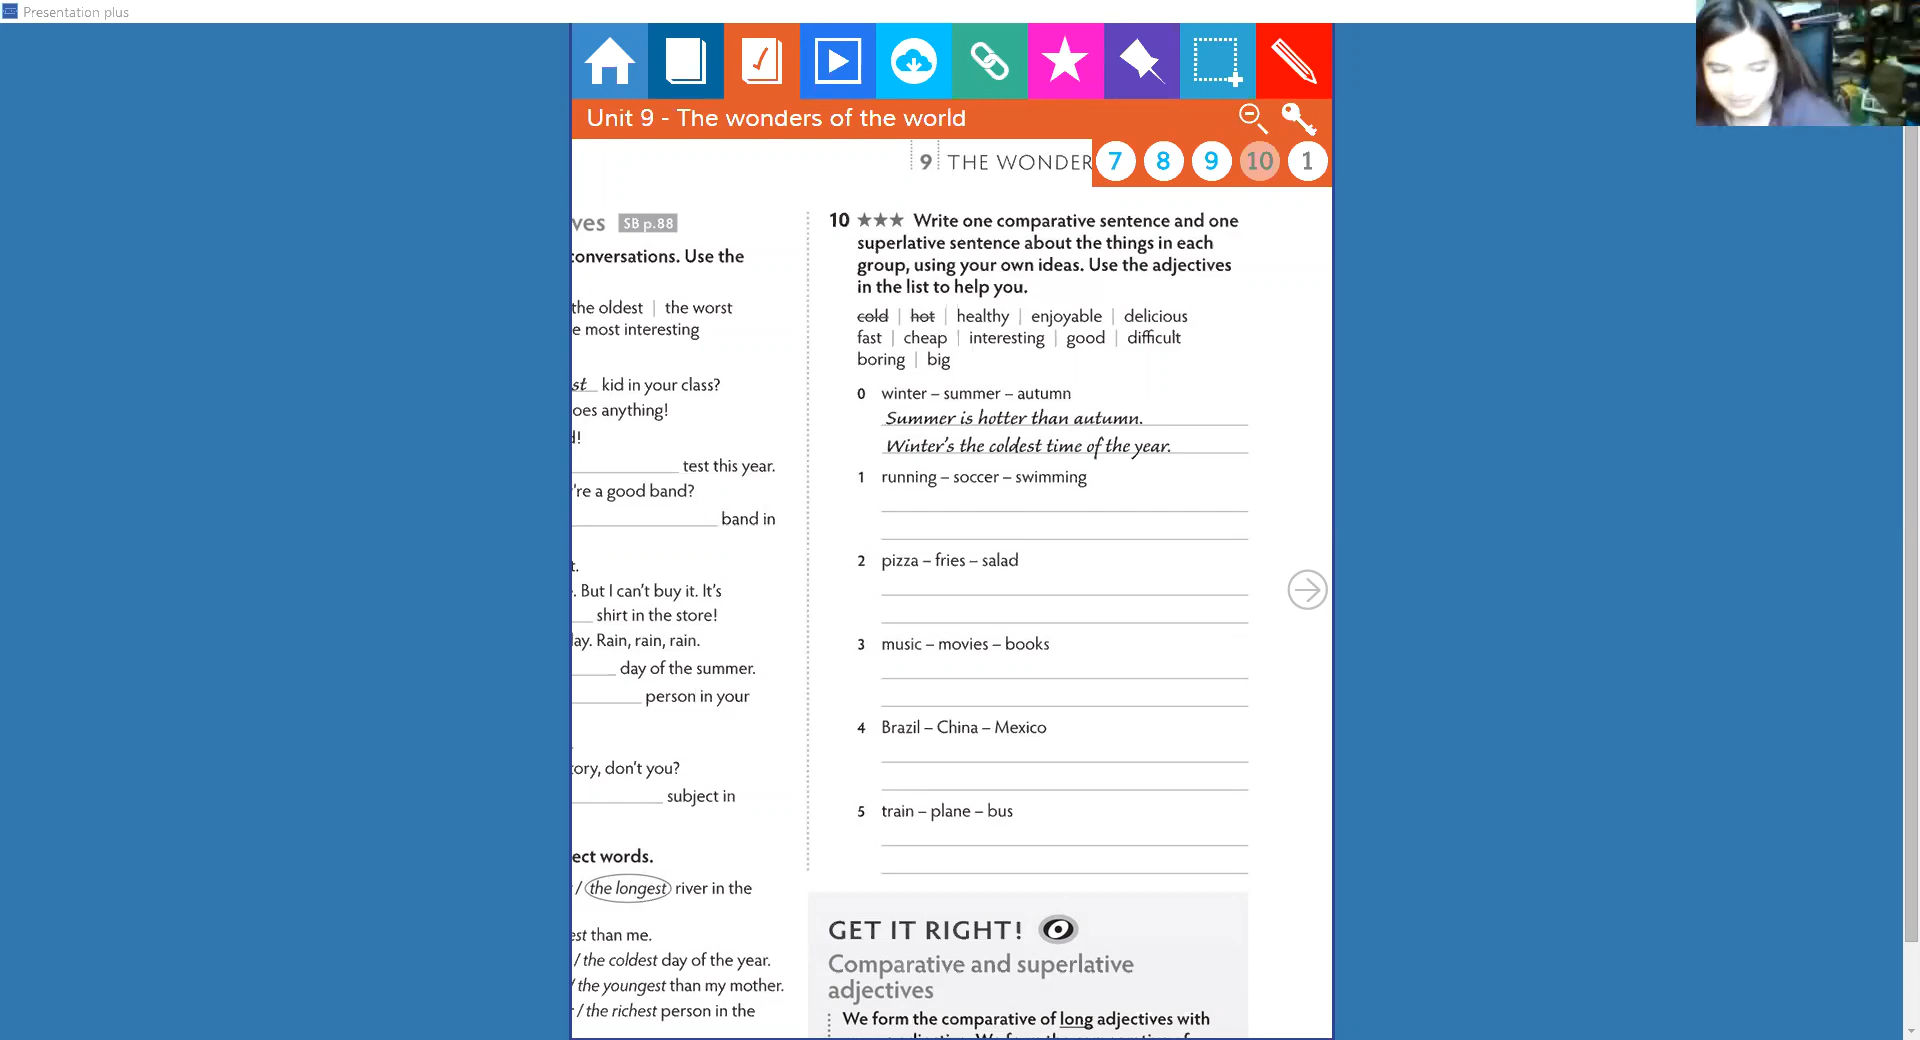 Presentation plus
Unit 9 - The wonders of the world
7 8 9 10 1
9 THE WONDER
ves SB p.88
conversations. Use the
the oldest | the worst
e most interesting
st kid in your class?
oes anything!
d!
test this year.
're a good band?
band in
t.
. But I can't buy it. It's
shirt in the store!
lay. Rain, rain, rain.
day of the summer.
person in your
tory, don't you?
subject in
ect words.
/ the longest river in the
est than me.
/ the coldest day of the year.
/ the youngest than my mother.
/ the richest person in the
10 ★★★ Write one comparative sentence and one
superlative sentence about the things in each
group, using your own ideas. Use the adjectives
in the list to help you.
cold | hot | healthy | enjoyable | delicious
fast | cheap | interesting | good | difficult
boring | big
0 winter – summer – autumn
Summer is hotter than autumn.
Winter's the coldest time of the year.
1 running – soccer – swimming
2 pizza – fries – salad
3 music – movies – books
4 Brazil – China – Mexico
5 train – plane – bus
GET IT RIGHT!
Comparative and superlative
adjectives
We form the comparative of long adjectives with